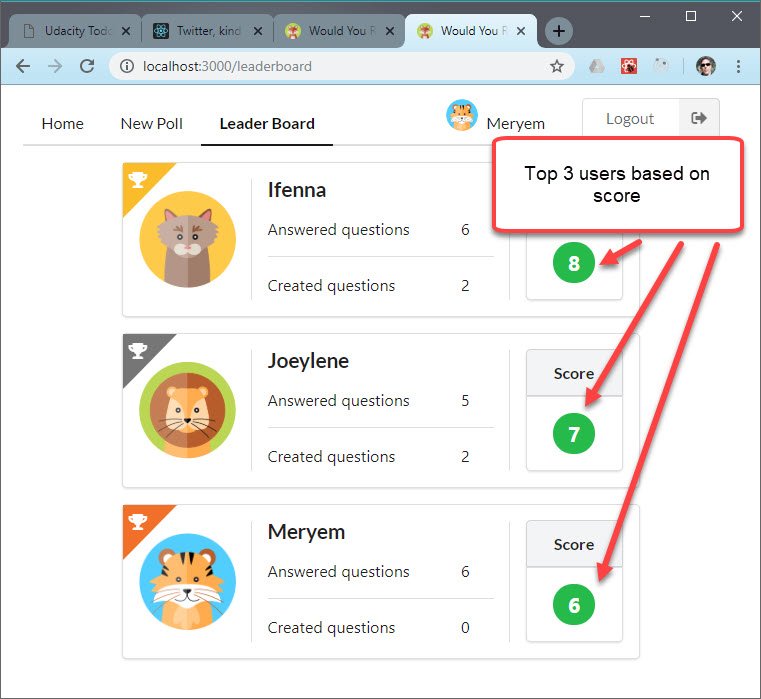 Udacity Todo
Twitter, kind
Would You R
Would You R
localhost:3000/leaderboard
Home
New Poll
Leader Board
Meryem
Logout
Top 3 users based on
score
Ifenna
Answered questions 6
8
Created questions 2
Joeylene
Score
Answered questions 5
7
Created questions 2
Meryem
Score
Answered questions 6
6
Created questions 0